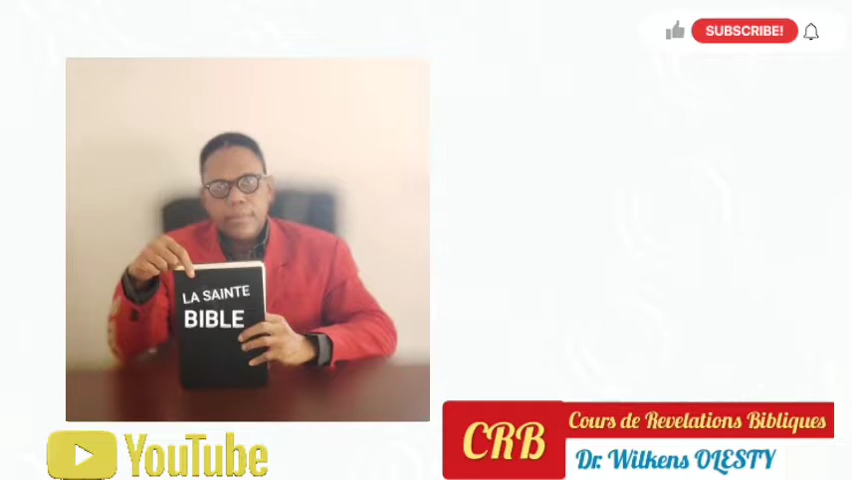 SUBSCRIBE!
LA SAINTE
BIBLE
YouTube
CRB
Cours de Revelations Bibliques
Dr. Wilkens OLESTY